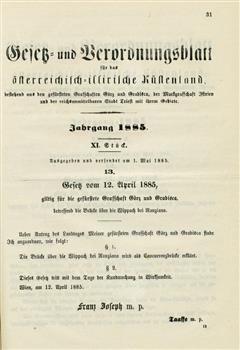 31
Gesetz- und Verordnungsblatt
für das
österreichisch-illirische Küstenland,
bestehend aus den gefürsteten Grafschaften Görz und Gradisca, der Markgrafschaft Istrien
und der reichsunmittelbaren Stadt Triest mit ihrem Gebiete.
Jahrgang 1885.
XI. Stück.
Ausgegeben und versendet am 1. Mai 1885.
13.
Gesetz vom 12. April 1885,
giltig für die gefürstete Grafschaft Görz und Gradisca,
betreffend die Brücke über die Wippach bei Ranziano.
Ueber Antrag des Landtages Meiner gefürsteten Grafschaft Görz und Gradisca finde
Ich anzuordnen, wie folgt:
§ 1.
Die Brücke über die Wippach bei Ranziano wird als Concurrenzbrücke erklärt.
§ 2.
Dieses Gesetz tritt mit dem Tage der Kundmachung in Wirksamkeit.
Wien, am 12. April 1885.
Franz Joseph m. p.
Taaffe m. p.